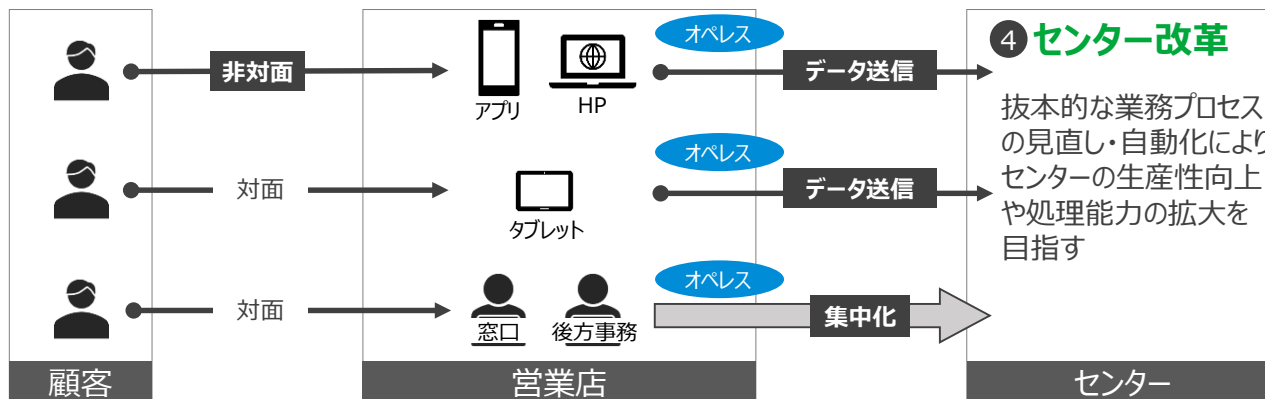 オペレス
❹ センター改革
非対面
データ送信
アプリ
HP
抜本的な業務プロセス
の見直し・自動化により
センターの生産性向上
や処理能力の拡大を
目指す
オペレス
対面
データ送信
タブレット
オペレス
対面
集中化
窓口
後方事務
顧客
営業店
センター